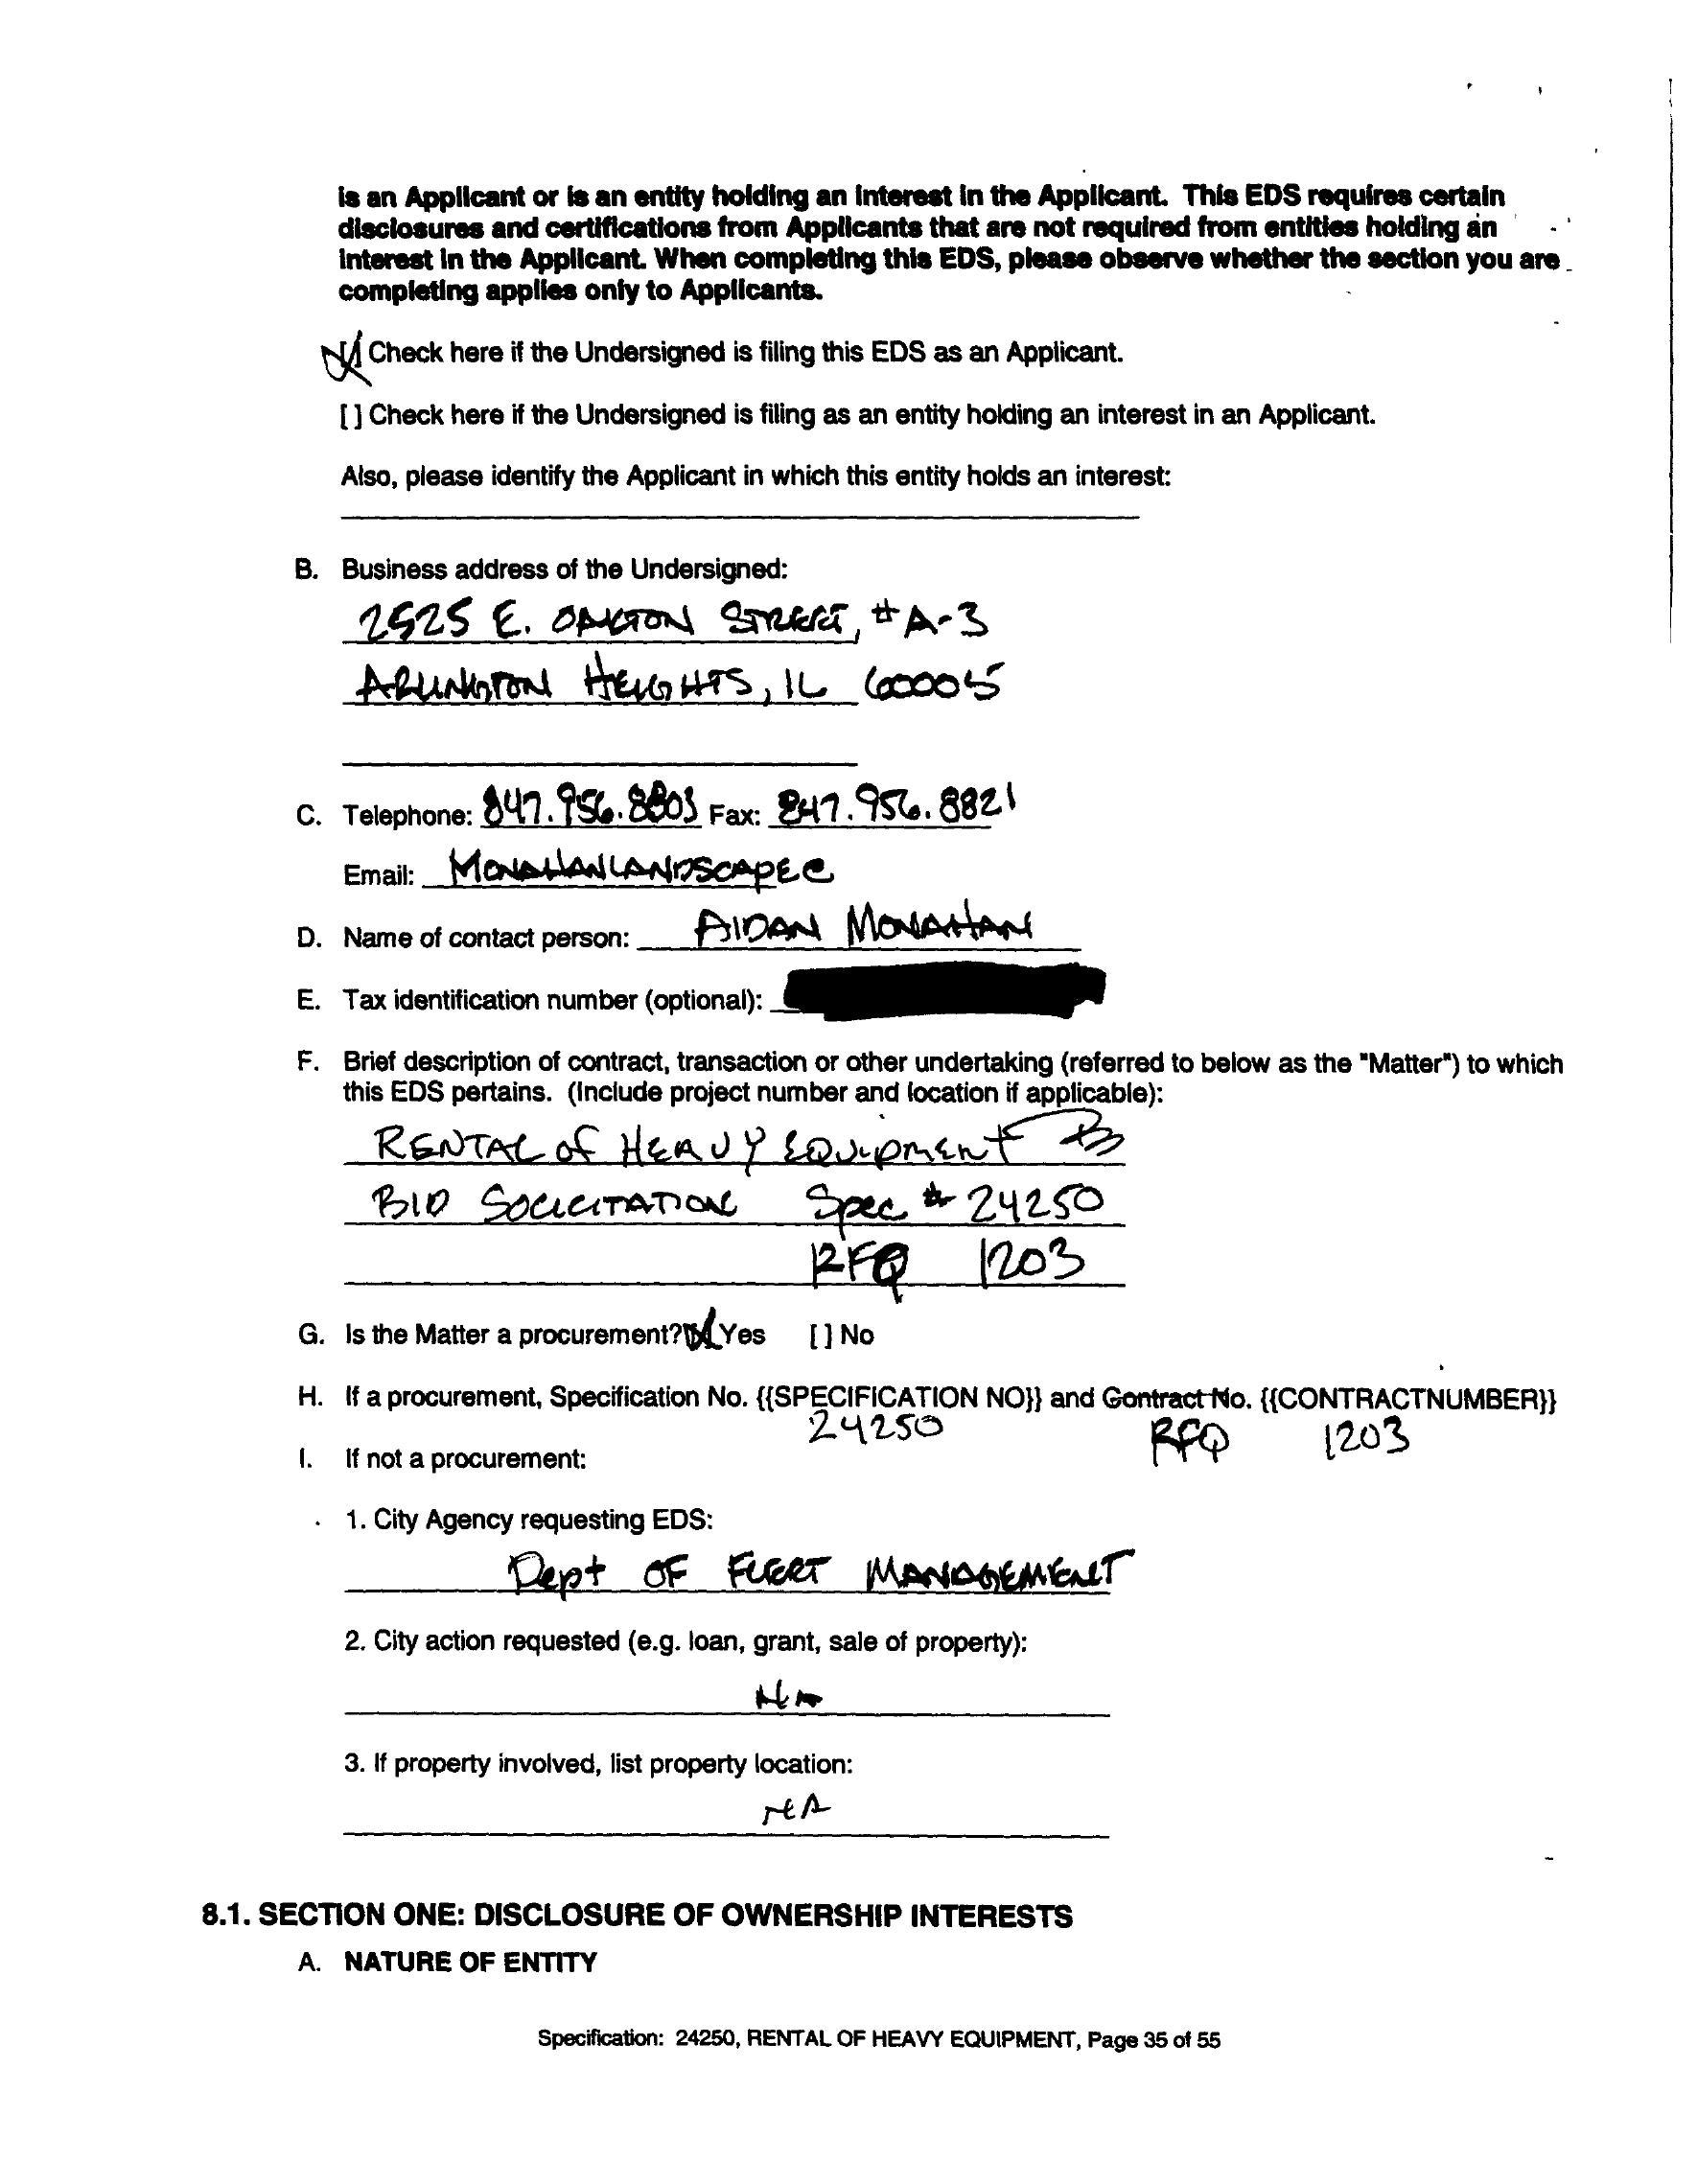 is an Applicant or is an entity holding an interest in the Applicant. This EDS requires certain
disclosures and certifications from Applicants that are not required from entities holding an
interest in the Applicant. When completing this EDS, please observe whether the section you are
completing applies only to Applicants.
[X] Check here if the Undersigned is filing this EDS as an Applicant.
[ ] Check here if the Undersigned is filing as an entity holding an interest in an Applicant.
Also, please identify the Applicant in which this entity holds an interest:
B. Business address of the Undersigned:
2525 E. OAKTON STREET, #A-3
ARLINGTON HEIGHTS, IL 60005
C. Telephone: 847.956.8803 Fax: 847.956.8821
Email: MONAHANLANDSCAPE@
D. Name of contact person: AIDAN MONAHAN
E. Tax identification number (optional):
F. Brief description of contract, transaction or other undertaking (referred to below as the "Matter") to which
this EDS pertains. (Include project number and location if applicable):
RENTAL of HEAVY EQUIPMENT
BID SOLICITATION Spec # 24250
RFQ 1203
G. Is the Matter a procurement? [X] Yes [ ] No
H. If a procurement, Specification No. {{SPECIFICATION NO}} and Contract No. {{CONTRACTNUMBER}}
24250 RFQ 1203
I. If not a procurement:
1. City Agency requesting EDS:
Dept OF FLEET MANAGEMENT
2. City action requested (e.g. loan, grant, sale of property):
NA
3. If property involved, list property location:
NA
8.1. SECTION ONE: DISCLOSURE OF OWNERSHIP INTERESTS
A. NATURE OF ENTITY
Specification: 24250, RENTAL OF HEAVY EQUIPMENT, Page 35 of 55